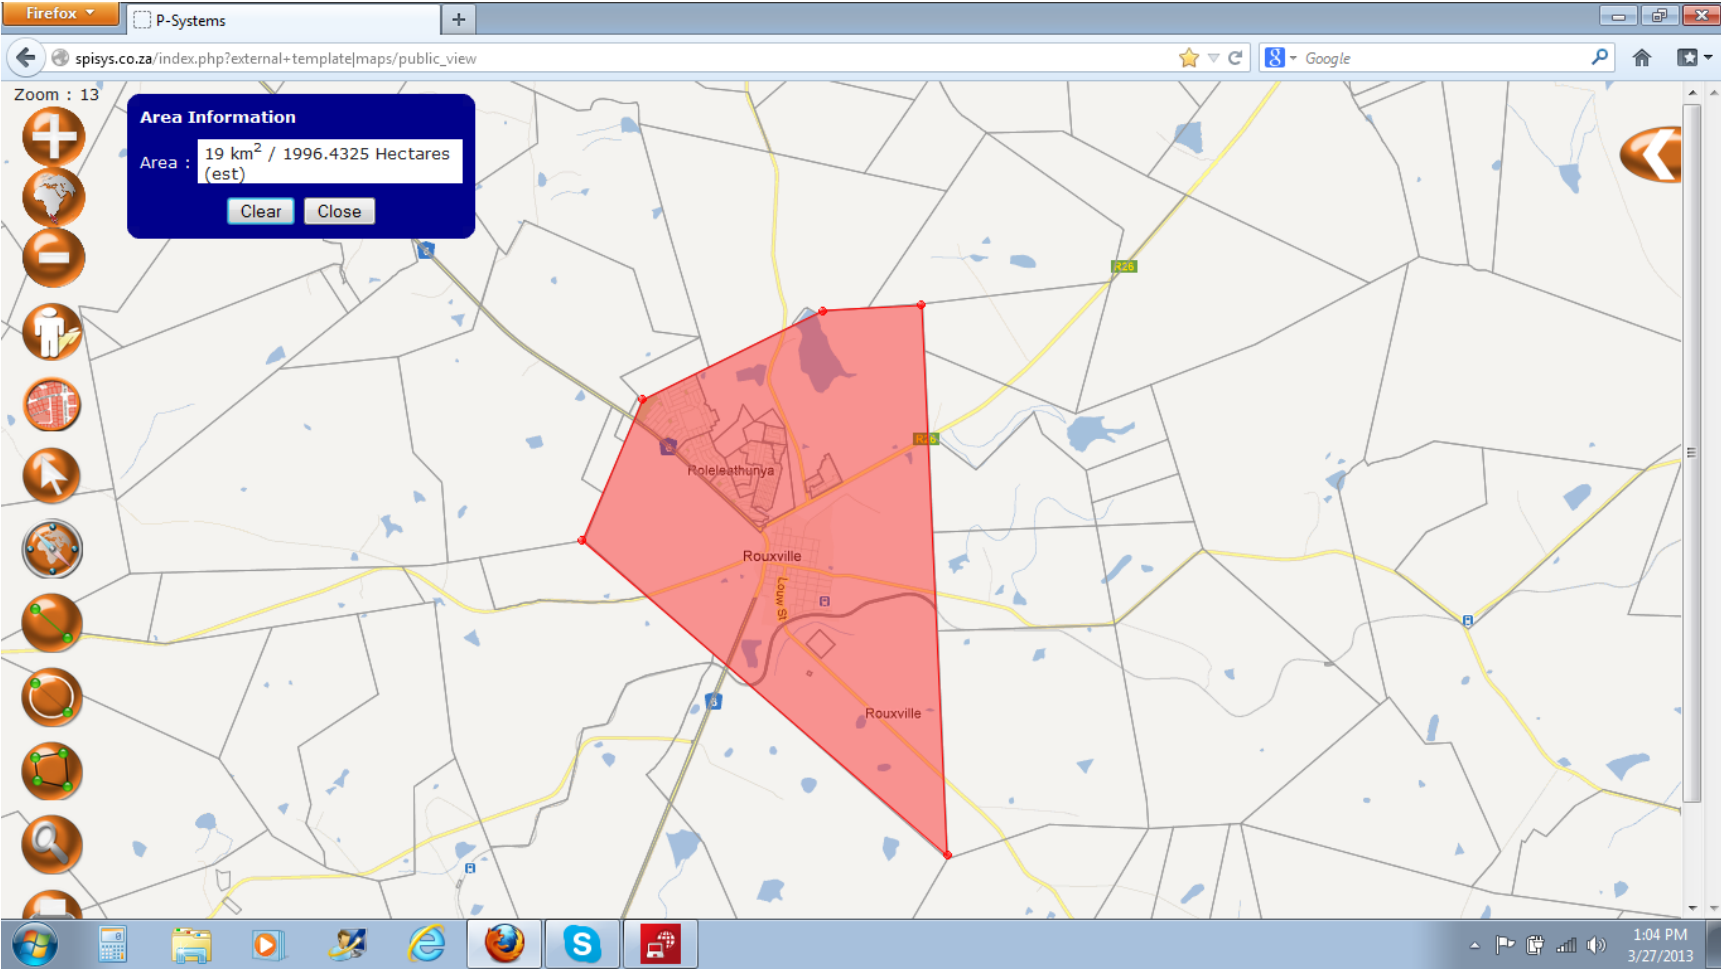 Firefox
P-Systems
spisys.co.za/index.php?external+template|maps/public_view
Google
Zoom : 13
Area Information
Area :
19 km² / 1996.4325 Hectares
(est)
Clear
Close
R26
R26
Roleleathunya
Rouxville
Louw St
6
Rouxville
1:04 PM
3/27/2013